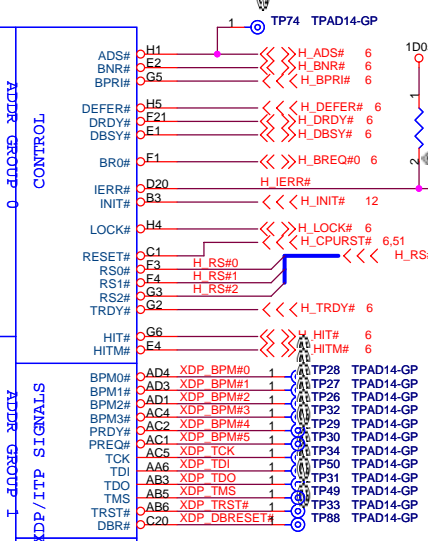 1 TP74 TPAD14-GP
ADS# H1 H_ADS# 6
BNR# E2 H_BNR# 6
BPRI# G5 H_BPRI# 6
1D0
DEFER# H5 H_DEFER# 6
DRDY# F21 H_DRDY# 6
DBSY# E1 H_DBSY# 6
1
BR0# F1 H_BREQ#0 6
2
IERR# D20 H_IERR#
INIT# B3 H_INIT# 12
LOCK# H4 H_LOCK# 6
RESET# C1 H_CPURST# 6,51
RS0# F3 H_RS#0 H_RS
RS1# F4 H_RS#1
RS2# G3 H_RS#2
TRDY# G2 H_TRDY# 6
HIT# G6 H_HIT# 6
HITM# E4 H_HITM# 6
ADDR GROUP 0
CONTROL
BPM0# AD4 XDP_BPM#0 1 TP28 TPAD14-GP
BPM1# AD3 XDP_BPM#1 1 TP27 TPAD14-GP
BPM2# AD1 XDP_BPM#2 1 TP26 TPAD14-GP
BPM3# AC4 XDP_BPM#3 1 TP32 TPAD14-GP
PRDY# AC2 XDP_BPM#4 1 TP29 TPAD14-GP
PREQ# AC1 XDP_BPM#5 1 TP30 TPAD14-GP
TCK AC5 XDP_TCK 1 TP34 TPAD14-GP
TDI AA6 XDP_TDI 1 TP50 TPAD14-GP
TDO AB3 XDP_TDO 1 TP31 TPAD14-GP
TMS AB5 XDP_TMS 1 TP49 TPAD14-GP
TRST# AB6 XDP_TRST# 1 TP33 TPAD14-GP
DBR# C20 XDP_DBRESET# 1 TP88 TPAD14-GP
ADDR GROUP 1
XDP/ITP SIGNALS